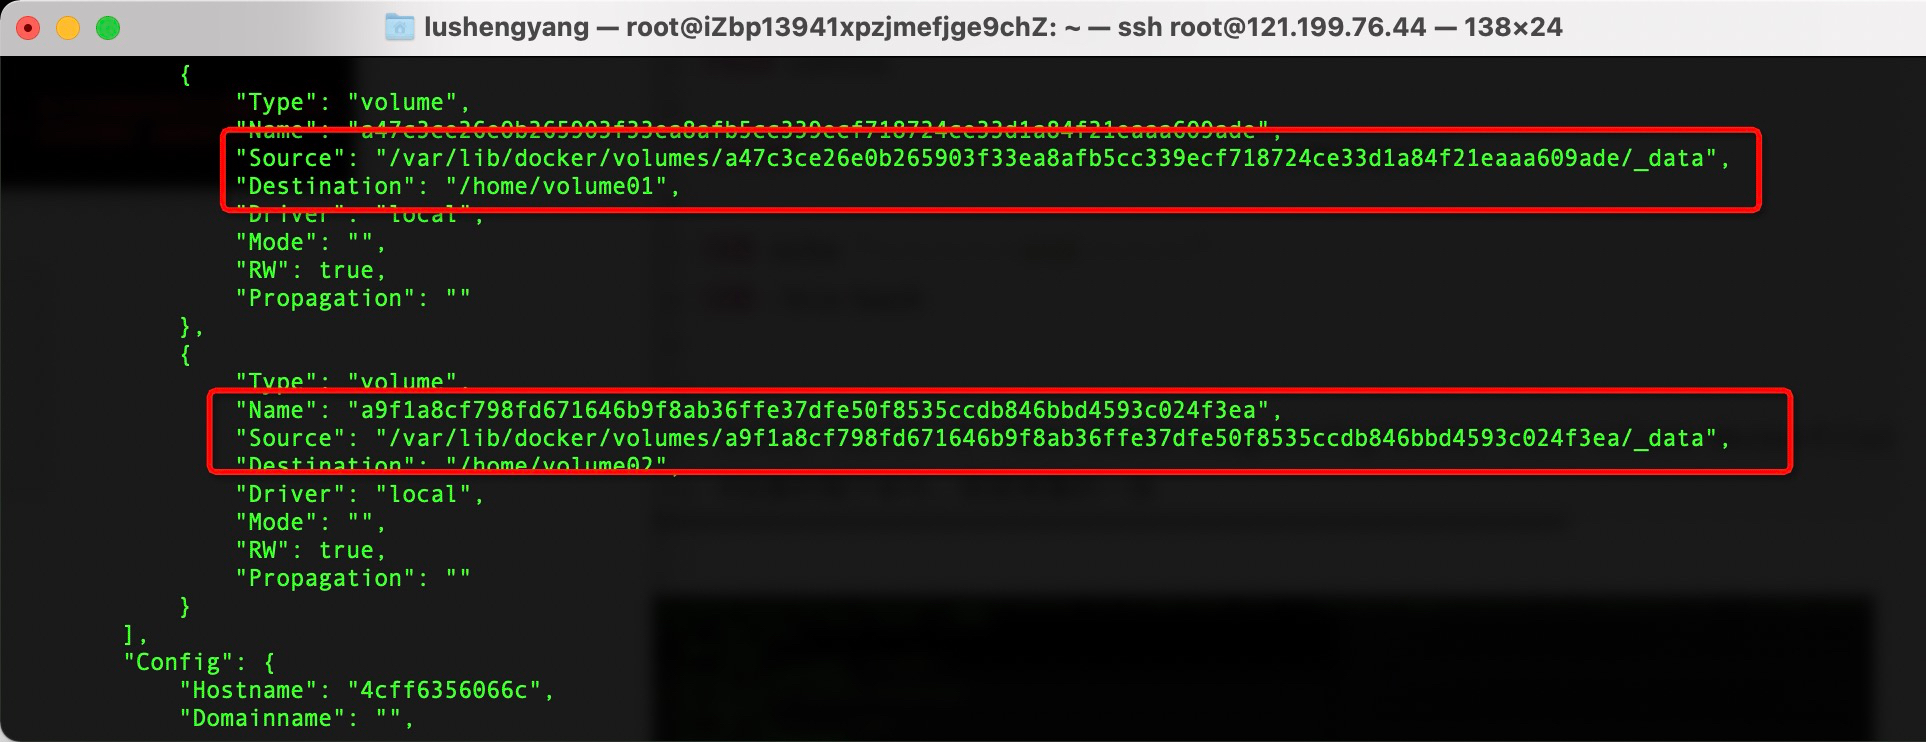 lushengyang — root@iZbp13941xpzjmefjge9chZ: ~ — ssh root@121.199.76.44 — 138×24
{
"Type": "volume",
"Name": "a47c3ce26e0b265903f33ea8afb5cc339ecf718724ce33d1a84f21eaaa609ade",
"Source": "/var/lib/docker/volumes/a47c3ce26e0b265903f33ea8afb5cc339ecf718724ce33d1a84f21eaaa609ade/_data",
"Destination": "/home/volume01",
"Driver": "local",
"Mode": "",
"RW": true,
"Propagation": ""
},
{
"Type": "volume",
"Name": "a9f1a8cf798fd671646b9f8ab36ffe37dfe50f8535ccdb846bbd4593c024f3ea",
"Source": "/var/lib/docker/volumes/a9f1a8cf798fd671646b9f8ab36ffe37dfe50f8535ccdb846bbd4593c024f3ea/_data",
"Destination": "/home/volume02",
"Driver": "local",
"Mode": "",
"RW": true,
"Propagation": ""
}
],
"Config": {
"Hostname": "4cff6356066c",
"Domainname": "",